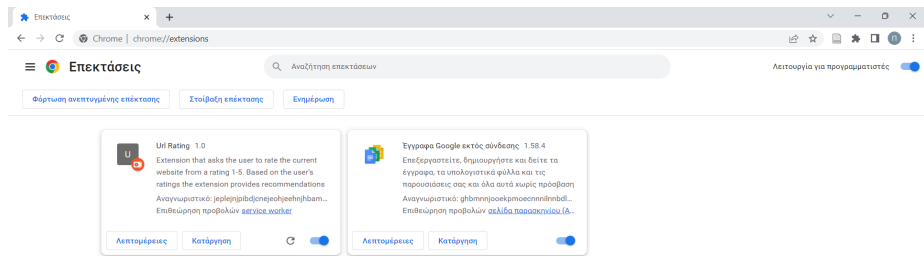 Επεκτάσεις
Chrome | chrome://extensions
Π
Επεκτάσεις
Αναζήτηση επεκτάσεων
Λειτουργία για προγραμματιστές
Φόρτωση ανεπτυγμένης επέκτασης
Στοίβαξη επέκτασης
Ενημέρωση
U
Url Rating 1.0
Extension that asks the user to rate the current
website from a rating 1-5. Based on the user's
ratings the extension provides recommendations
Αναγνωριστικό: jeplejnjpibdjcnejeohjeehnjhbam...
Επιθεώρηση προβολών service worker
Λεπτομέρειες
Κατάργηση
Έγγραφα Google εκτός σύνδεσης 1.58.4
Επεξεργαστείτε, δημιουργήστε και δείτε τα
έγγραφα, τα υπολογιστικά φύλλα και τις
παρουσιάσεις σας και όλα αυτά χωρίς πρόσβαση
Αναγνωριστικό: ghbmnnjooekpmoecnnnilnnbdl...
Επιθεώρηση προβολών σελίδα παρασκηνίου (Α...
Λεπτομέρειες
Κατάργηση